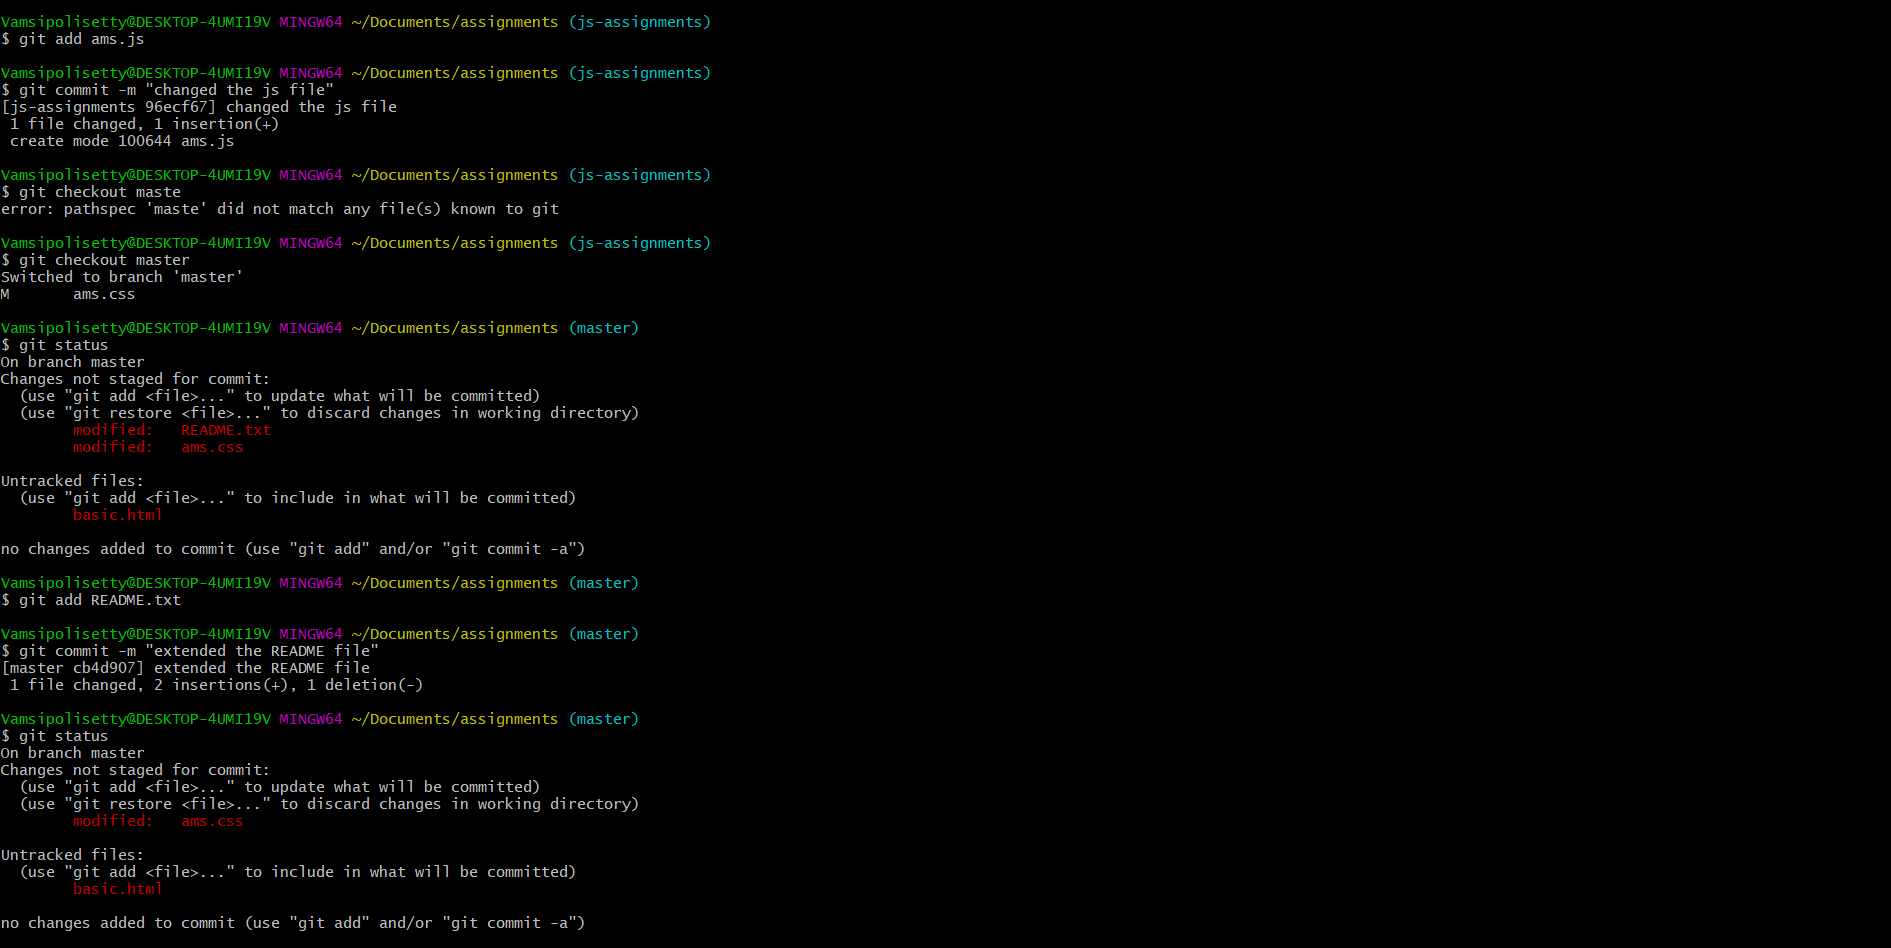 Vamsipolisetty@DESKTOP-4UMI19V MINGW64 ~/Documents/assignments (js-assignments)
$ git add ams.js
Vamsipolisetty@DESKTOP-4UMI19V MINGW64 ~/Documents/assignments (js-assignments)
$ git commit -m "changed the js file"
[js-assignments 96ecf67] changed the js file
 1 file changed, 1 insertion(+)
 create mode 100644 ams.js
Vamsipolisetty@DESKTOP-4UMI19V MINGW64 ~/Documents/assignments (js-assignments)
$ git checkout maste
error: pathspec 'maste' did not match any file(s) known to git
Vamsipolisetty@DESKTOP-4UMI19V MINGW64 ~/Documents/assignments (js-assignments)
$ git checkout master
Switched to branch 'master'
M       ams.css
Vamsipolisetty@DESKTOP-4UMI19V MINGW64 ~/Documents/assignments (master)
$ git status
On branch master
Changes not staged for commit:
  (use "git add <file>..." to update what will be committed)
  (use "git restore <file>..." to discard changes in working directory)
        modified:   README.txt
        modified:   ams.css
Untracked files:
  (use "git add <file>..." to include in what will be committed)
        basic.html
no changes added to commit (use "git add" and/or "git commit -a")
Vamsipolisetty@DESKTOP-4UMI19V MINGW64 ~/Documents/assignments (master)
$ git add README.txt
Vamsipolisetty@DESKTOP-4UMI19V MINGW64 ~/Documents/assignments (master)
$ git commit -m "extended the README file"
[master cb4d907] extended the README file
 1 file changed, 2 insertions(+), 1 deletion(-)
Vamsipolisetty@DESKTOP-4UMI19V MINGW64 ~/Documents/assignments (master)
$ git status
On branch master
Changes not staged for commit:
  (use "git add <file>..." to update what will be committed)
  (use "git restore <file>..." to discard changes in working directory)
        modified:   ams.css
Untracked files:
  (use "git add <file>..." to include in what will be committed)
        basic.html
no changes added to commit (use "git add" and/or "git commit -a")